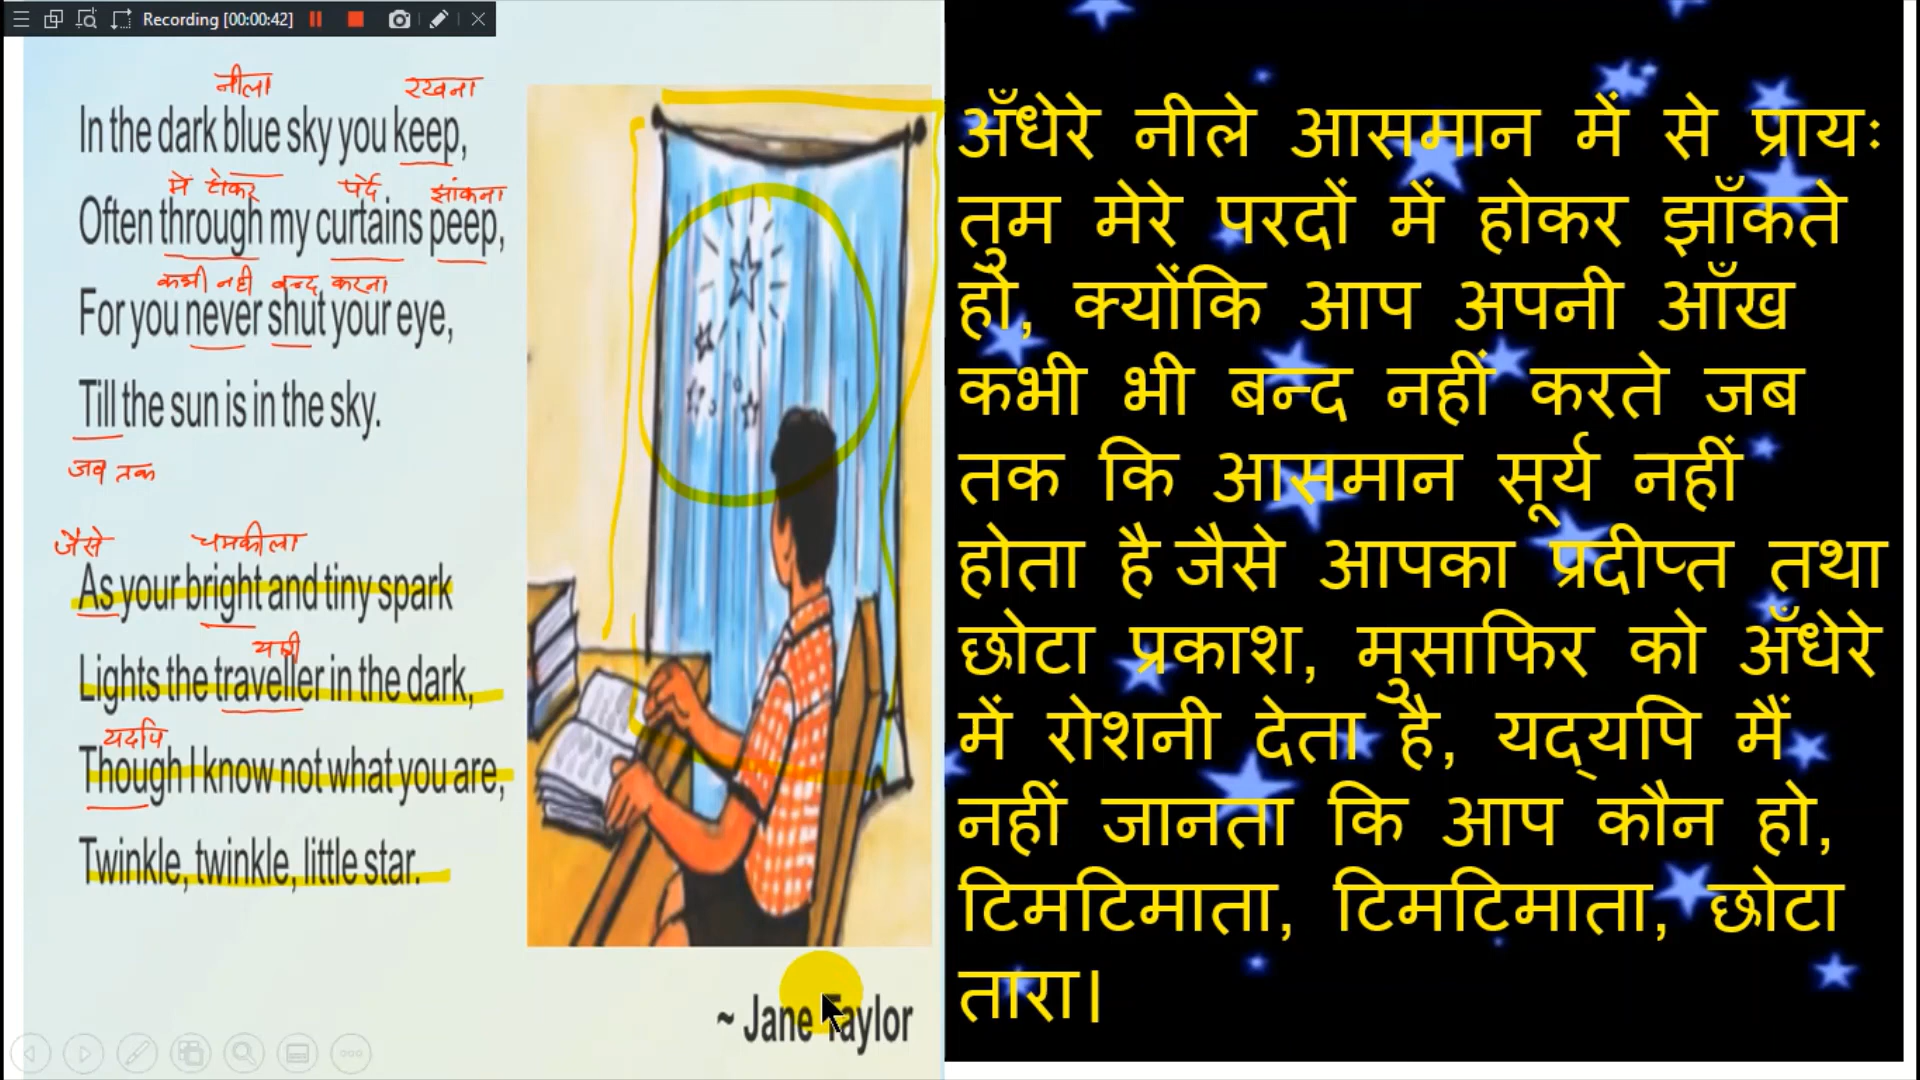 Recording [00:00:42]
नीला रखना
In the dark blue sky you keep,
में होकर पर्दे झांकना
Often through my curtains peep,
कभी नही बन्द करना
For you never shut your eye,
Till the sun is in the sky.
जब तक
जैसे चमकीला
As your bright and tiny spark
यात्री
Lights the traveller in the dark,
यदपि
Though I know not what you are,
Twinkle, twinkle, little star.
~ Jane Taylor
अँधेरे नीले आसमान में से प्रायः
तुम मेरे परदों में होकर झाँकते
हो, क्योंकि आप अपनी आँख
कभी भी बन्द नहीं करते जब
तक कि आसमान सूर्य नहीं
होता है जैसे आपका प्रदीप्त तथा
छोटा प्रकाश, मुसाफिर को अँधेरे
में रोशनी देता है, यद्यपि मैं
नहीं जानता कि आप कौन हो,
टिमटिमाता, टिमटिमाता, छोटा
तारा।